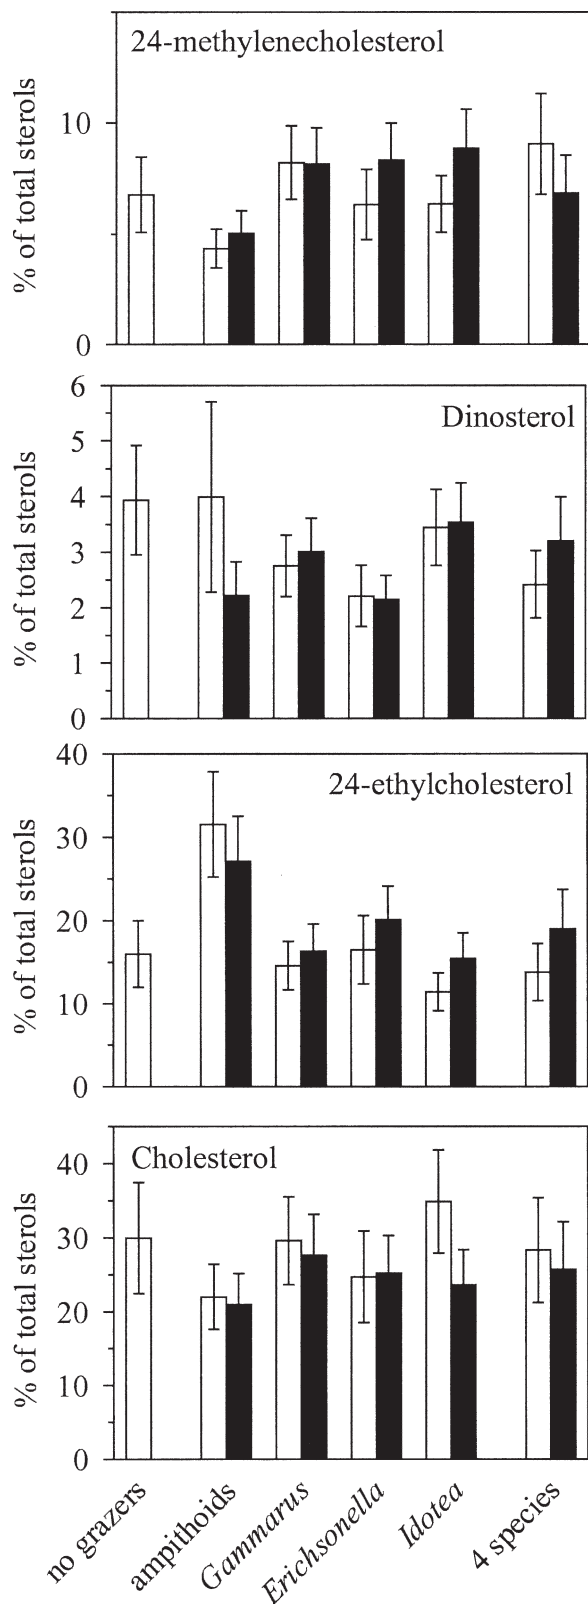 24-methylenecholesterol
% of total sterols
10
0
Dinosterol
% of total sterols
6
5
4
3
2
1
0
24-ethylcholesterol
% of total sterols
40
30
20
10
0
Cholesterol
% of total sterols
40
30
20
10
0
no grazers
ampithoids
Gammarus
Erichsonella
Idotea
4 species